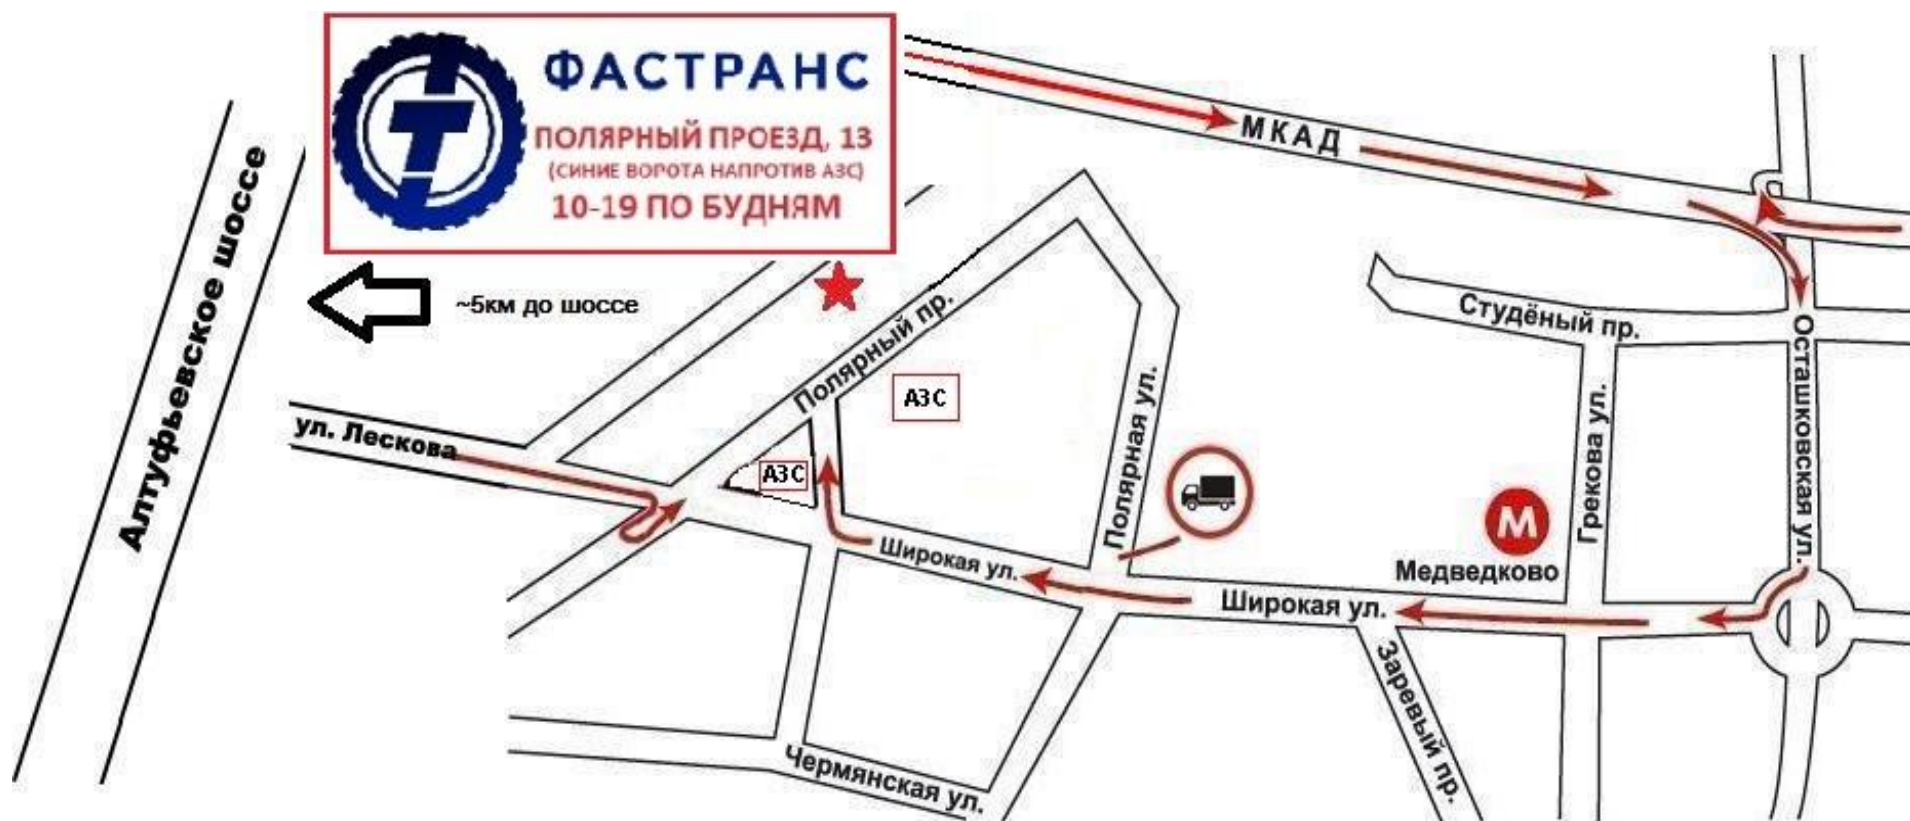 ФАСТРАНС
ПОЛЯРНЫЙ ПРОЕЗД, 13
(СИНИЕ ВОРОТА НАПРОТИВ АЗС)
10-19 ПО БУДНЯМ
МКАД
Алтуфьевское шоссе
~5км до шоссе
Студёный пр.
Полярный пр.
АЗС
ул. Лескова
АЗС
Полярная ул.
Грекова ул.
Осташковская ул.
М
Медведково
Широкая ул.
Широкая ул.
Заревый пр.
Чермянская ул.